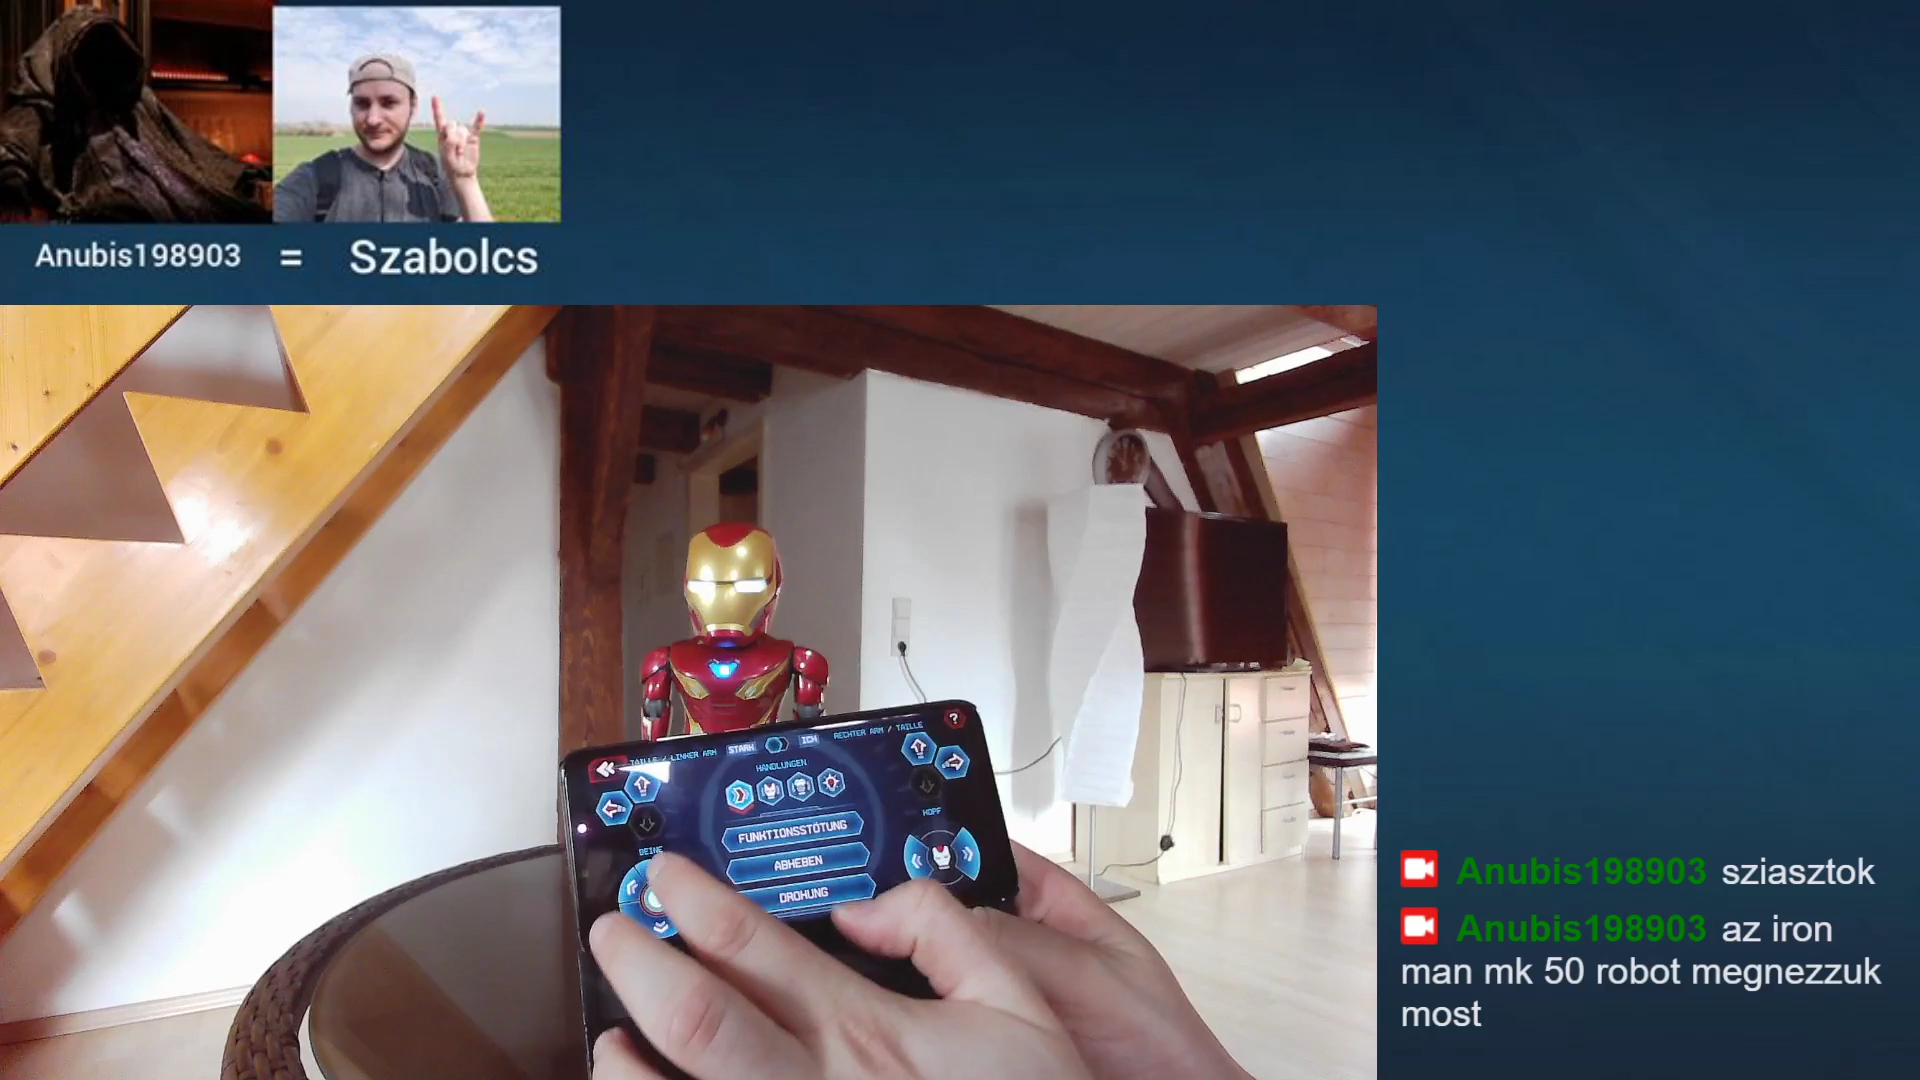 Anubis198903 = Szabolcs
TAILLE / LINKER ARM
STARK
ICH
RECHTER ARM / TAILLE
?
HANDLUNGEN
KOPF
FUNKTIONSSTÖTUNG
BEINE
ABHEBEN
DROHUNG
Anubis198903 sziasztok
Anubis198903 az iron
man mk 50 robot megnezzuk
most